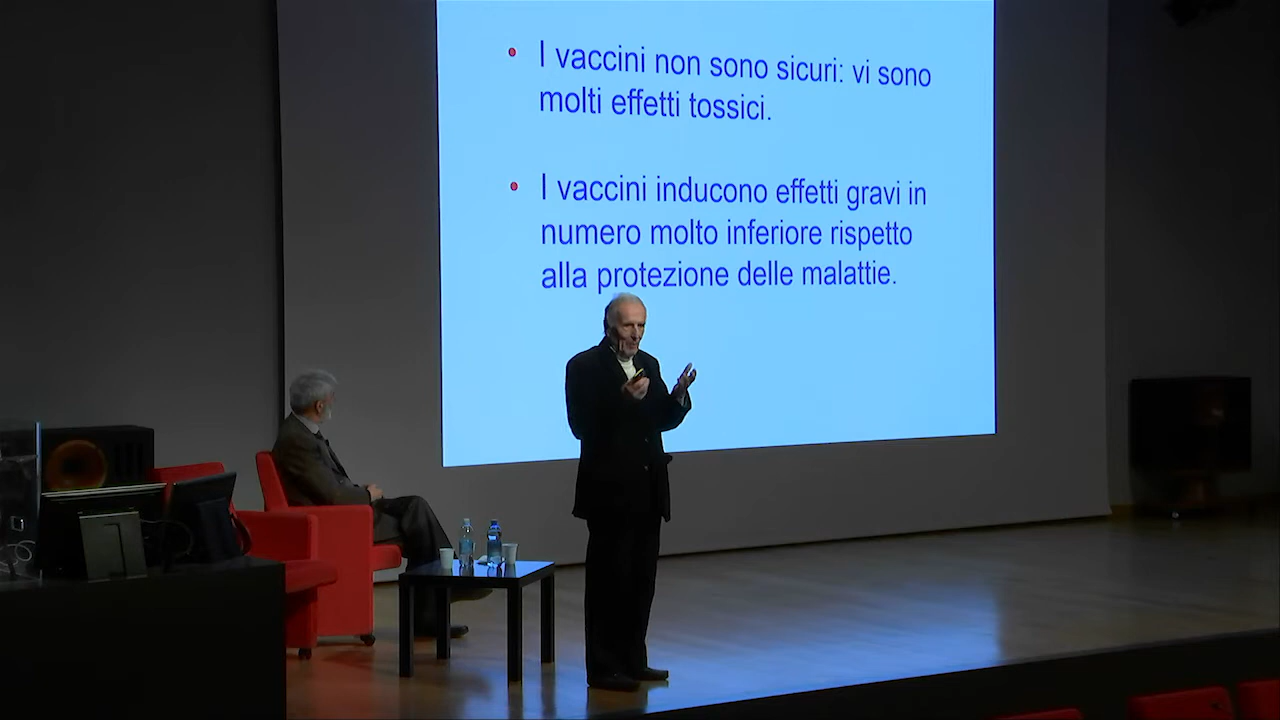 I vaccini non sono sicuri: vi sono
molti effetti tossici.
I vaccini inducono effetti gravi in
numero molto inferiore rispetto
alla protezione delle malattie.